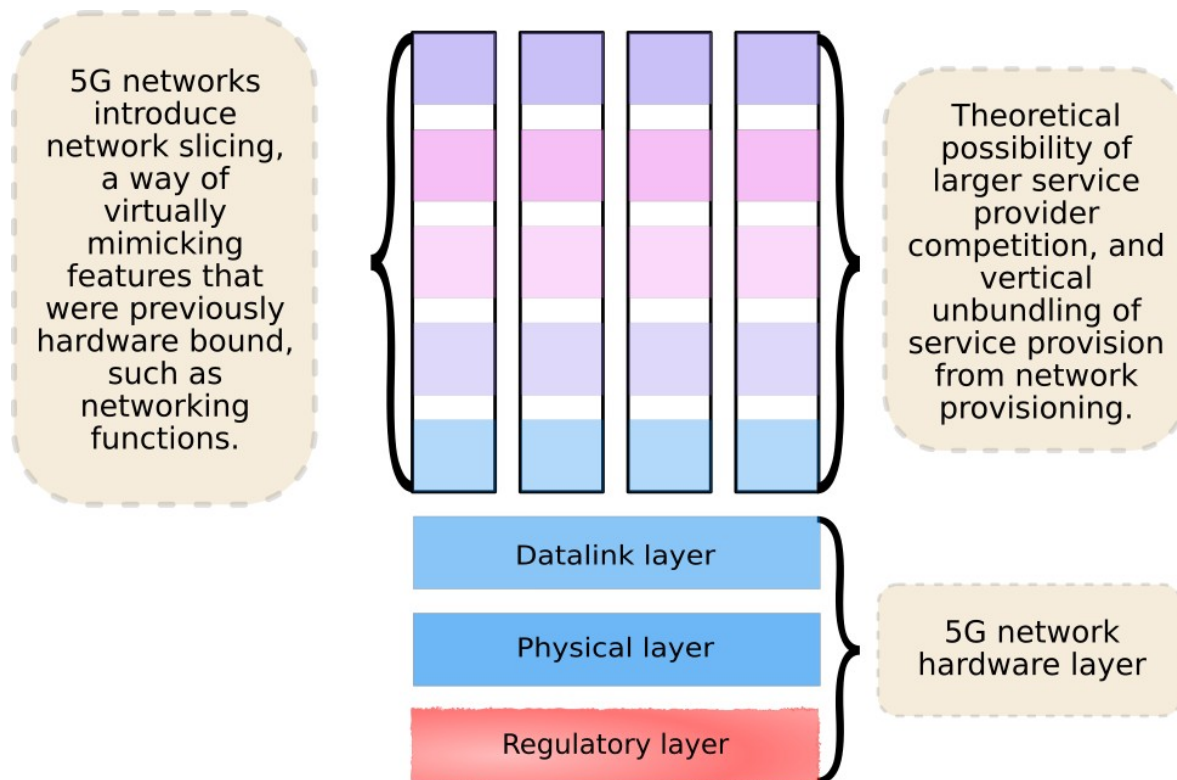 5G networks
introduce
network slicing,
a way of
virtually
mimicking
features that
were previously
hardware bound,
such as
networking
functions.
Theoretical
possibility of
larger service
provider
competition, and
vertical
unbundling of
service provision
from network
provisioning.
Datalink layer
Physical layer
Regulatory layer
5G network
hardware layer